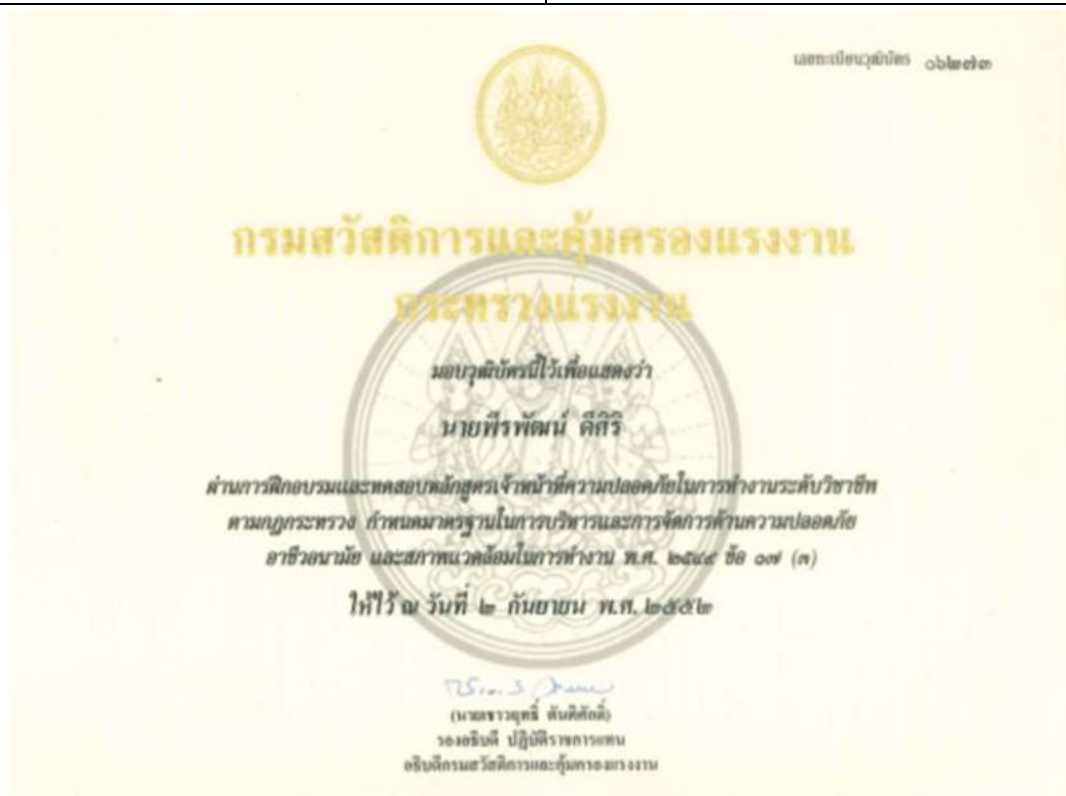 เลขทะเบียนวุฒิบัตร ๐๖๒๗๓
กรมสวัสดิการและคุ้มครองแรงงาน
กระทรวงแรงงาน
มอบวุฒิบัตรนี้ไว้เพื่อแสดงว่า
นายพีรพัฒน์ ดีศิริ
ผ่านการฝึกอบรมและทดสอบหลักสูตรเจ้าหน้าที่ความปลอดภัยในการทำงานระดับวิชาชีพ
ตามกฎกระทรวง กำหนดมาตรฐานในการบริหารและการจัดการด้านความปลอดภัย
อาชีวอนามัย และสภาพแวดล้อมในการทำงาน พ.ศ. ๒๕๔๙ ข้อ ๑๗ (๓)
ให้ไว้ ณ วันที่ ๒ กันยายน พ.ศ. ๒๕๕๒
ตันติศักดิ์)
รองอธิบดี ปฏิบัติราชการแทน
อธิบดีกรมสวัสดิการและคุ้มครองแรงงาน